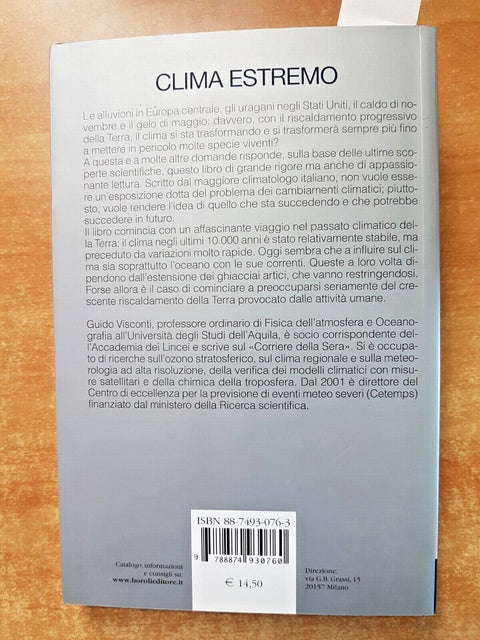 CLIMA ESTREMO
Le alluvioni in Europa centrale, gli uragani negli Stati Uniti, il caldo di no-
vembre e il gelo di maggio: davvero, con il riscaldamento progressivo
della Terra, il clima si sta trasformando e si trasformerà sempre più fino
a mettere in pericolo molte specie viventi?
A questa e a molte altre domande risponde, sulla base delle ultime sco-
perte scientifiche, questo libro di grande rigore ma anche di appassio-
nante lettura. Scritto dal maggiore climatologo italiano, non vuole esse-
re un'esposizione dotta del problema dei cambiamenti climatici; piutto-
sto, vuole rendere l'idea di quello che sta succedendo e che potrebbe
succedere in futuro.
Il libro comincia con un affascinante viaggio nel passato climatico del-
la Terra: il clima negli ultimi 10.000 anni è stato relativamente stabile, ma
preceduto da variazioni molto rapide. Oggi sembra che a influire sul cli-
ma sia soprattutto l'oceano con le sue correnti. Queste a loro volta di-
pendono dall'estensione dei ghiacciai artici, che vanno restringendosi.
Forse allora è il caso di cominciare a preoccuparsi seriamente del cre-
scente riscaldamento della Terra provocato dalle attività umane.
Guido Visconti, professore ordinario di Fisica dell'atmosfera e Oceano-
grafia all'Università degli Studi dell'Aquila, è socio corrispondente del-
l'Accademia dei Lincei e scrive sul «Corriere della Sera». Si è occupa-
to di ricerche sull'ozono stratosferico, sul clima regionale e sulla meteo-
rologia ad alta risoluzione, della verifica dei modelli climatici con misu-
re satellitari e della chimica della troposfera. Dal 2001 è direttore del
Centro di eccellenza per la previsione di eventi meteo severi (Cetemps)
finanziato dal ministero della Ricerca scientifica.
ISBN 88-7493-076-3
9 788874 930760
€ 14,50
Catalogo, informazioni
e consigli su:
www.borolieditore.it
Direzione:
via G.B. Grassi, 15
20157 Milano